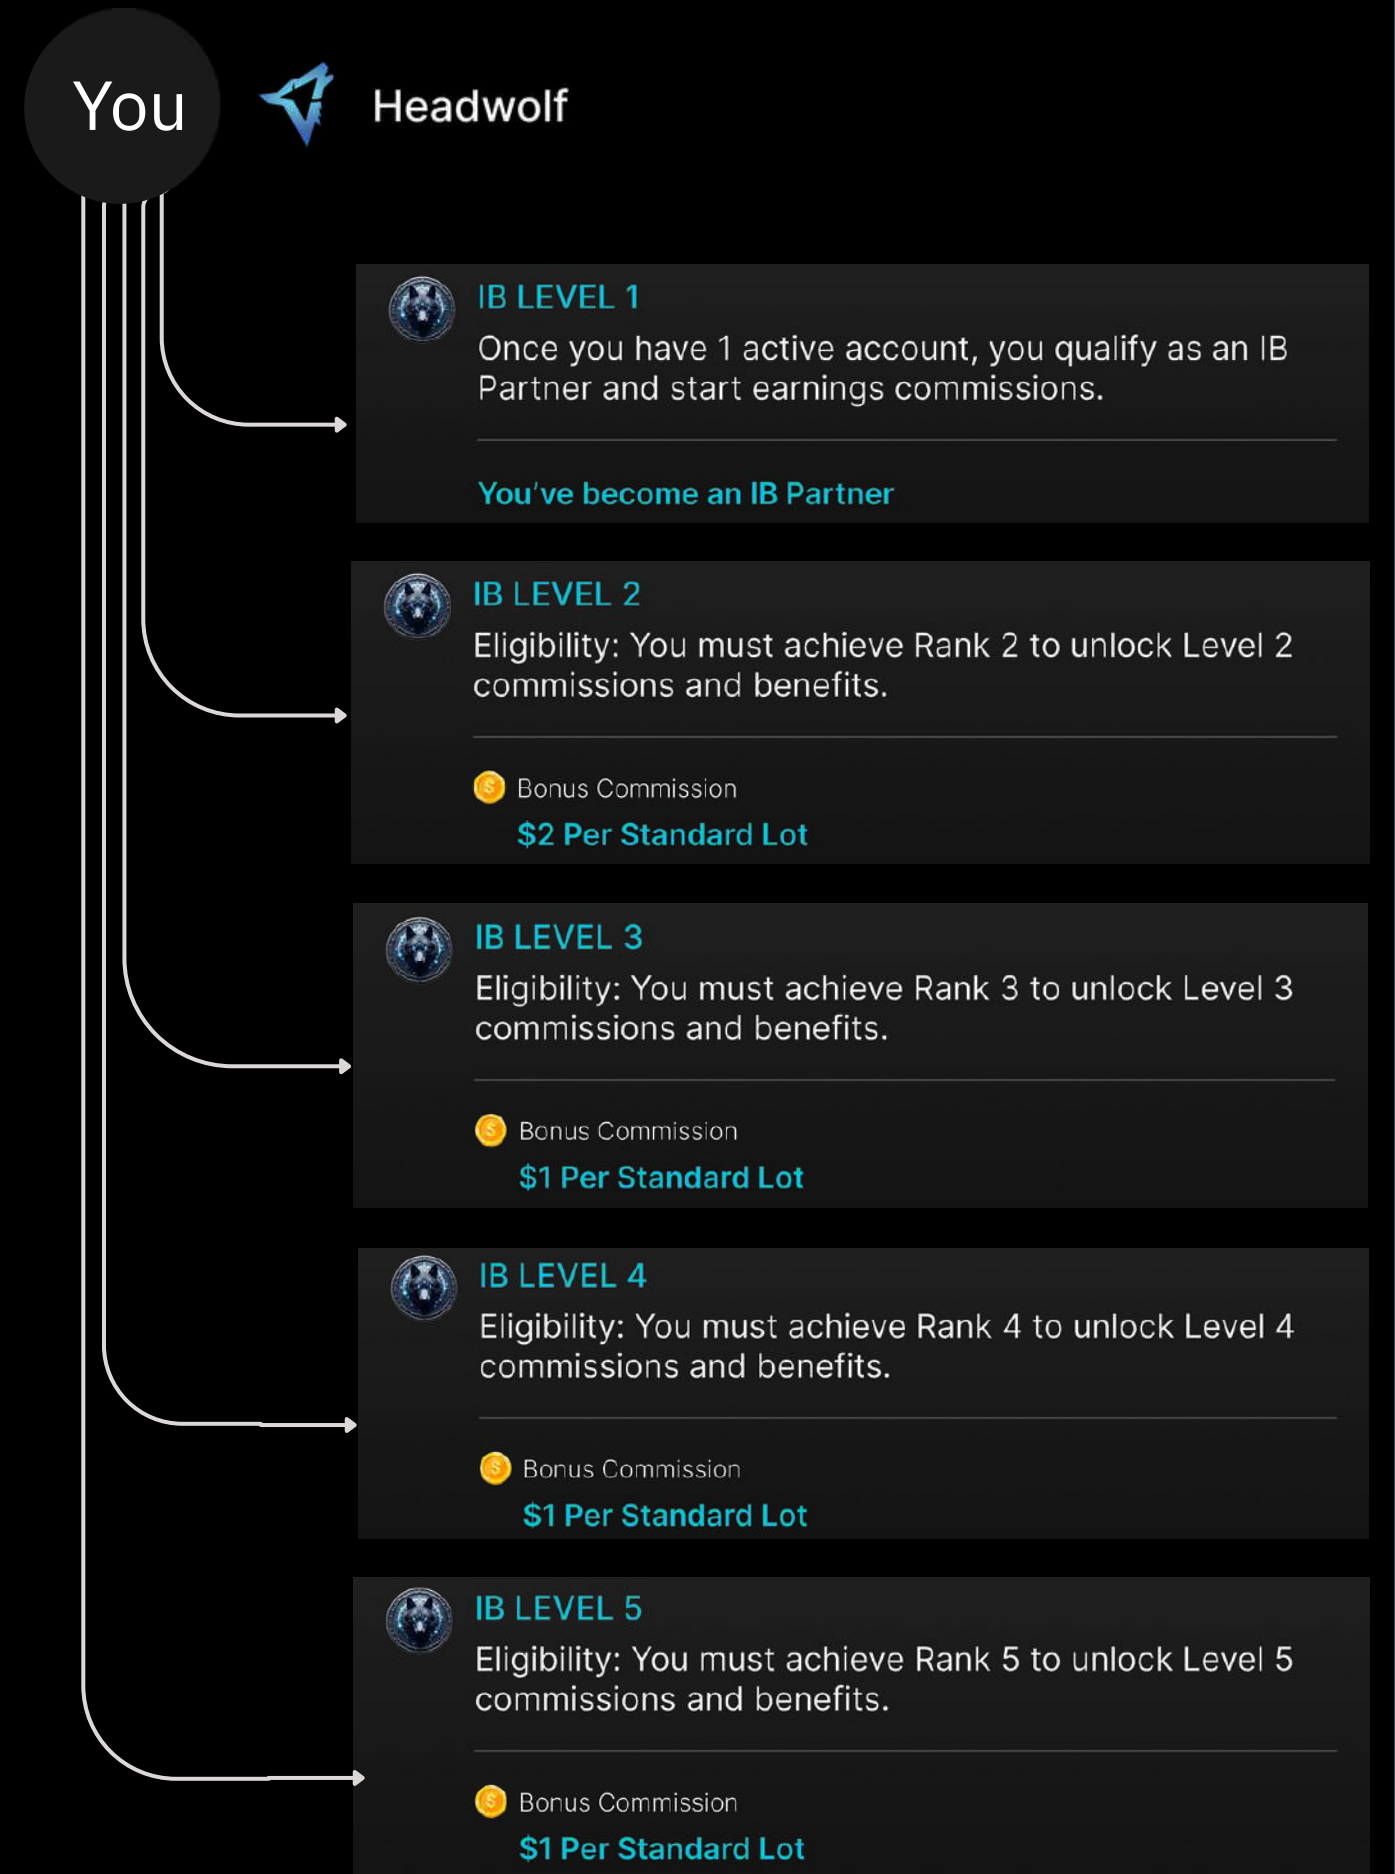 You
Headwolf
IB LEVEL 1
Once you have 1 active account, you qualify as an IB
Partner and start earnings commissions.
You've become an IB Partner
IB LEVEL 2
Eligibility: You must achieve Rank 2 to unlock Level 2
commissions and benefits.
Bonus Commission
$2 Per Standard Lot
IB LEVEL 3
Eligibility: You must achieve Rank 3 to unlock Level 3
commissions and benefits.
Bonus Commission
$1 Per Standard Lot
IB LEVEL 4
Eligibility: You must achieve Rank 4 to unlock Level 4
commissions and benefits.
Bonus Commission
$1 Per Standard Lot
IB LEVEL 5
Eligibility: You must achieve Rank 5 to unlock Level 5
commissions and benefits.
Bonus Commission
$1 Per Standard Lot